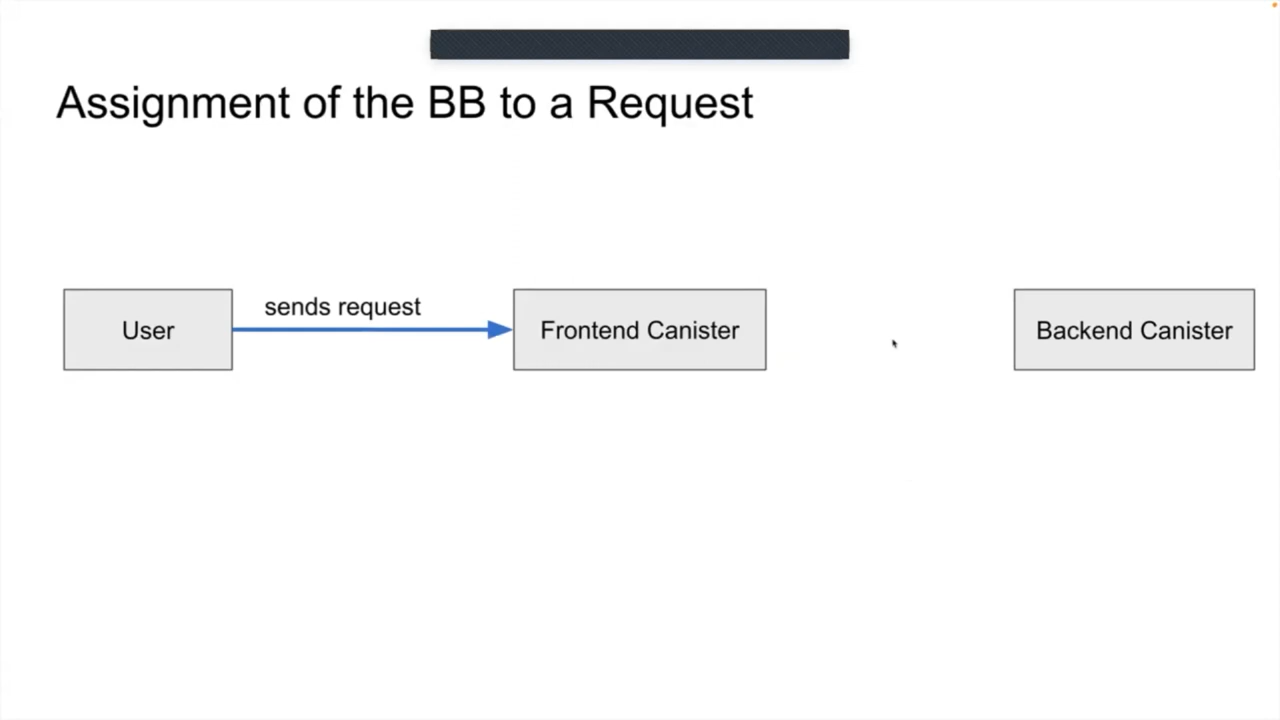 Assignment of the BB to a Request
sends request
User
Frontend Canister
Backend Canister